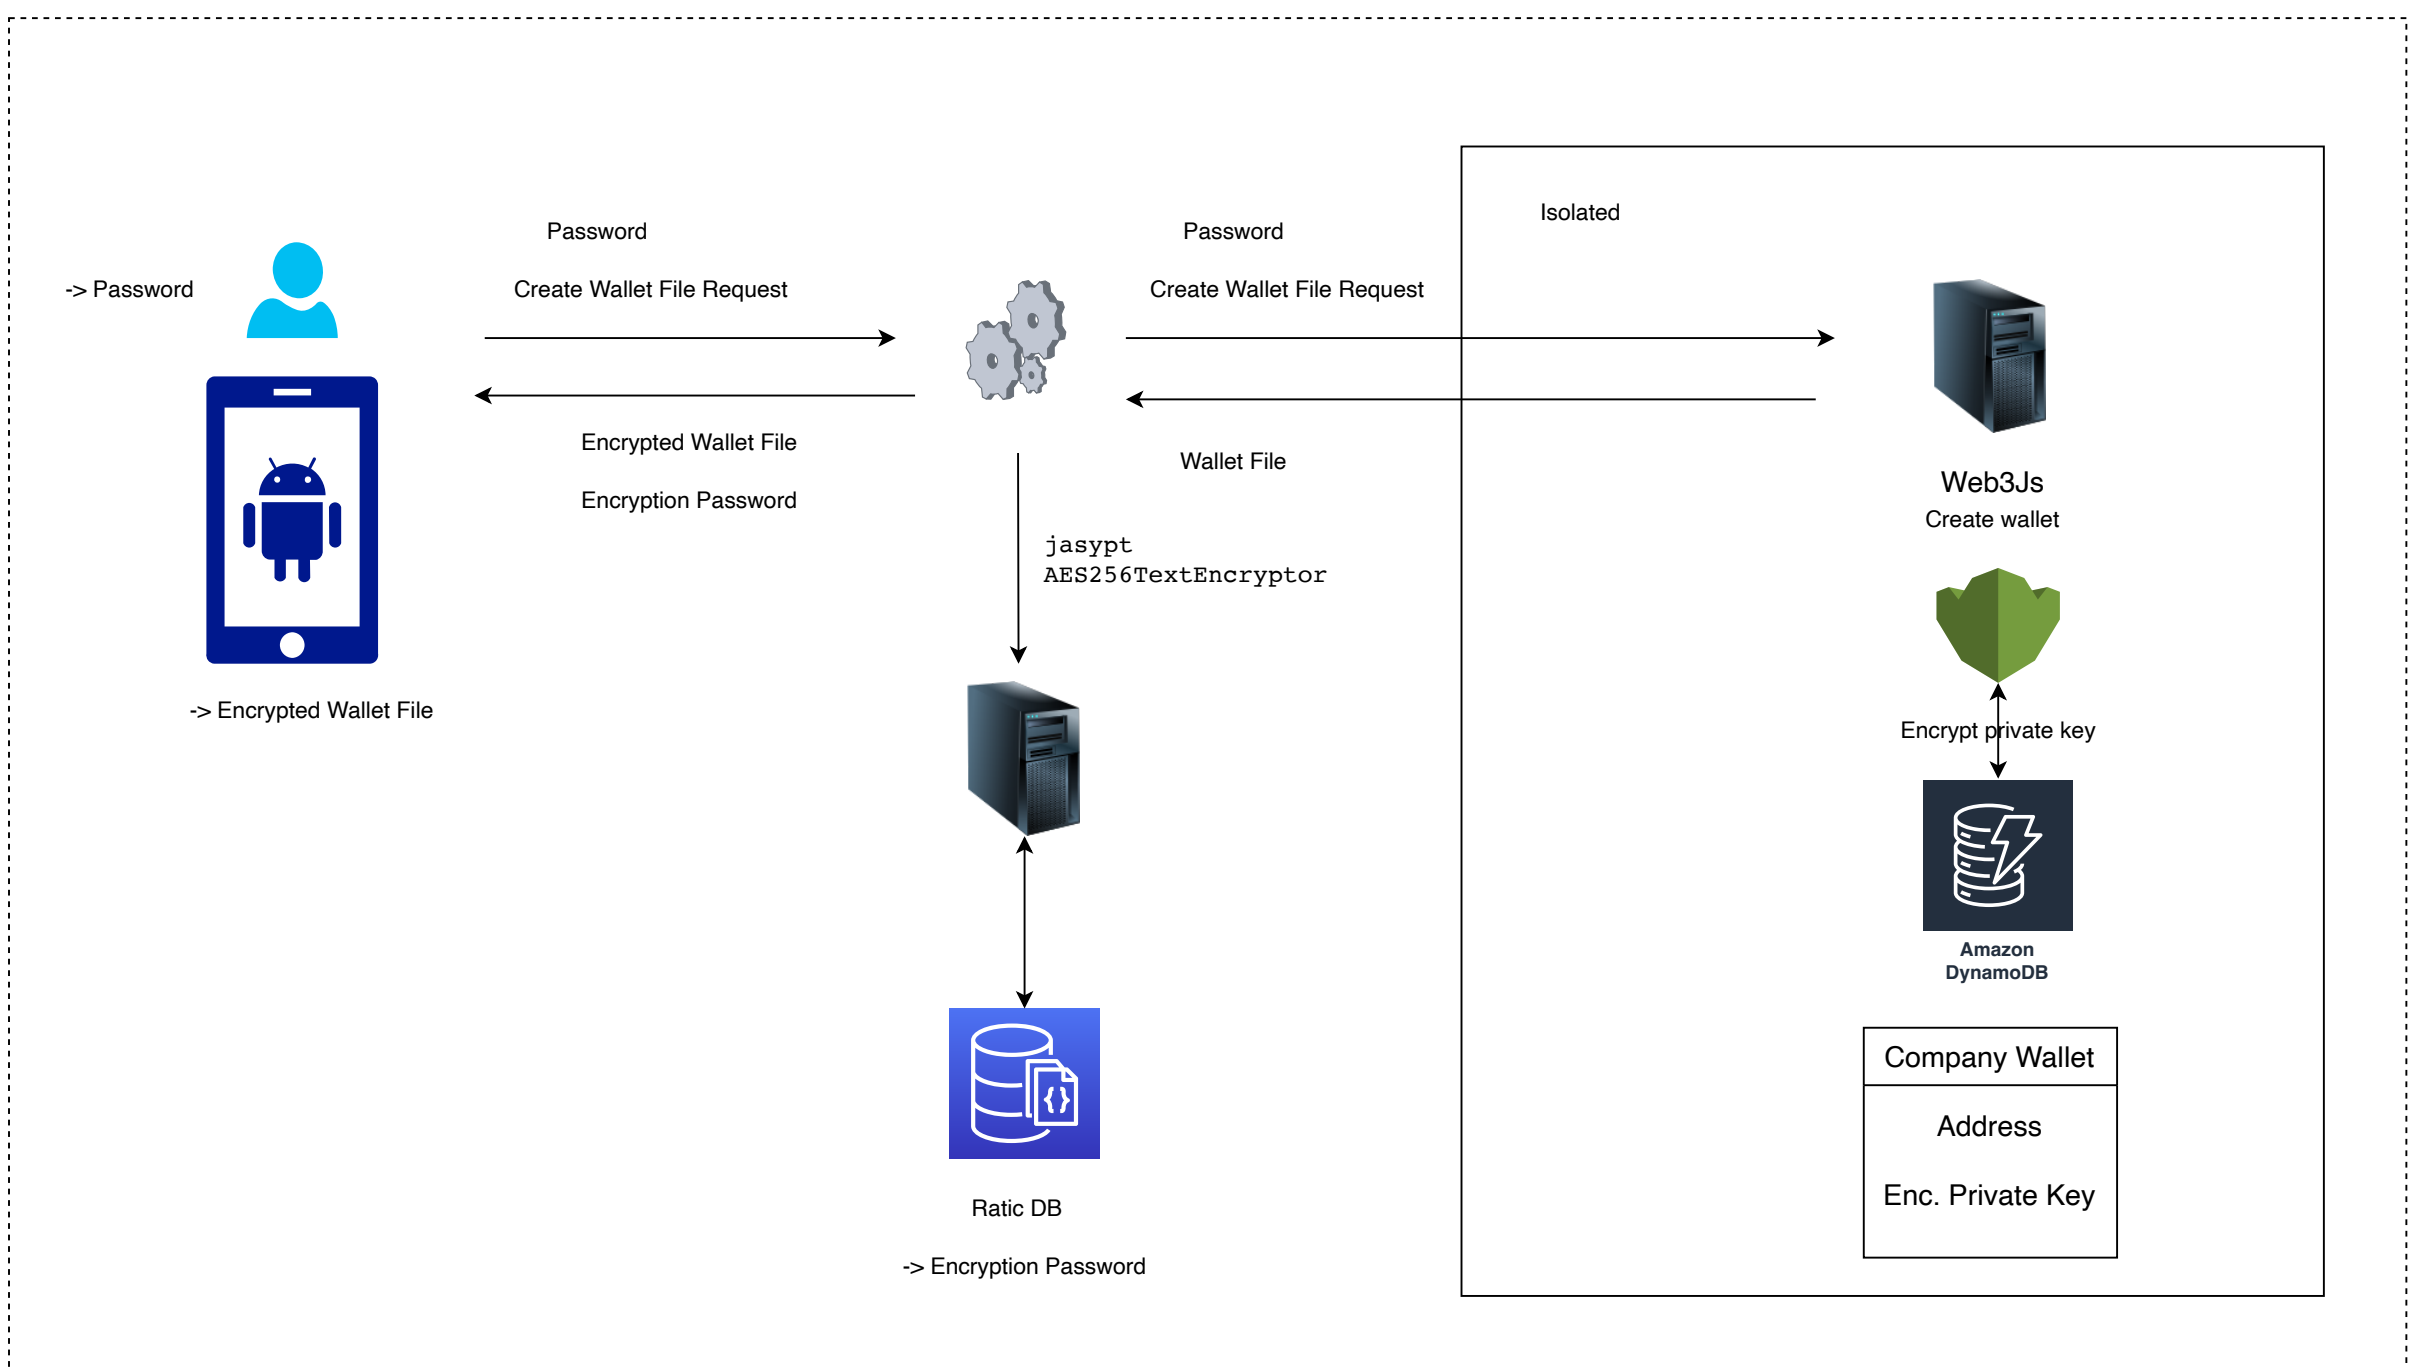 Isolated
Password
Password
-> Password
Create Wallet File Request
Create Wallet File Request
Encrypted Wallet File
Wallet File
Encryption Password
Web3Js
Create wallet
jasypt
AES256TextEncryptor
-> Encrypted Wallet File
Encrypt private key
Amazon
DynamoDB
Company Wallet
Address
Enc. Private Key
{}
Ratic DB
-> Encryption Password